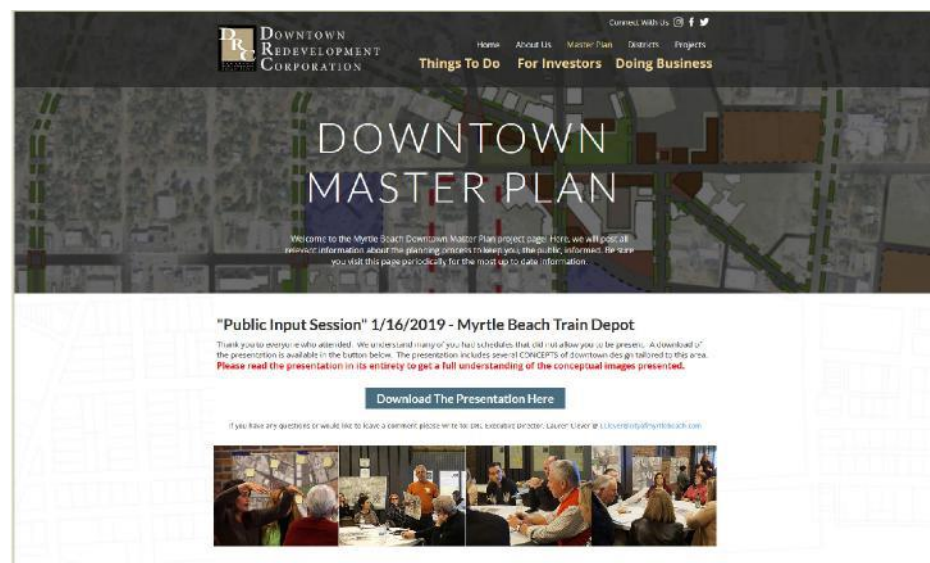 Connect With Us
DOWNTOWN
REDEVELOPMENT
CORPORATION
DRC
Home About Us Master Plan Districts Projects
Things To Do For Investors Doing Business
DOWNTOWN
MASTER PLAN
Welcome to the Myrtle Beach Downtown Master Plan project page! Here, we will post all
relevant information about the planning process to keep you, the public, informed. Be sure
you visit this page periodically for the most up to date information.
"Public Input Session" 1/16/2019 - Myrtle Beach Train Depot
Thank you to everyone who attended. We understand many of you had schedules that did not allow you to be present. A download of
the presentation is available in the button below. The presentation includes several CONCEPTS of downtown design tailored to this area.
Please read the presentation in its entirety to get a full understanding of the conceptual images presented.
Download The Presentation Here
If you have any questions or would like to leave a comment please write to: DRC Executive Director, Lauren Clever @